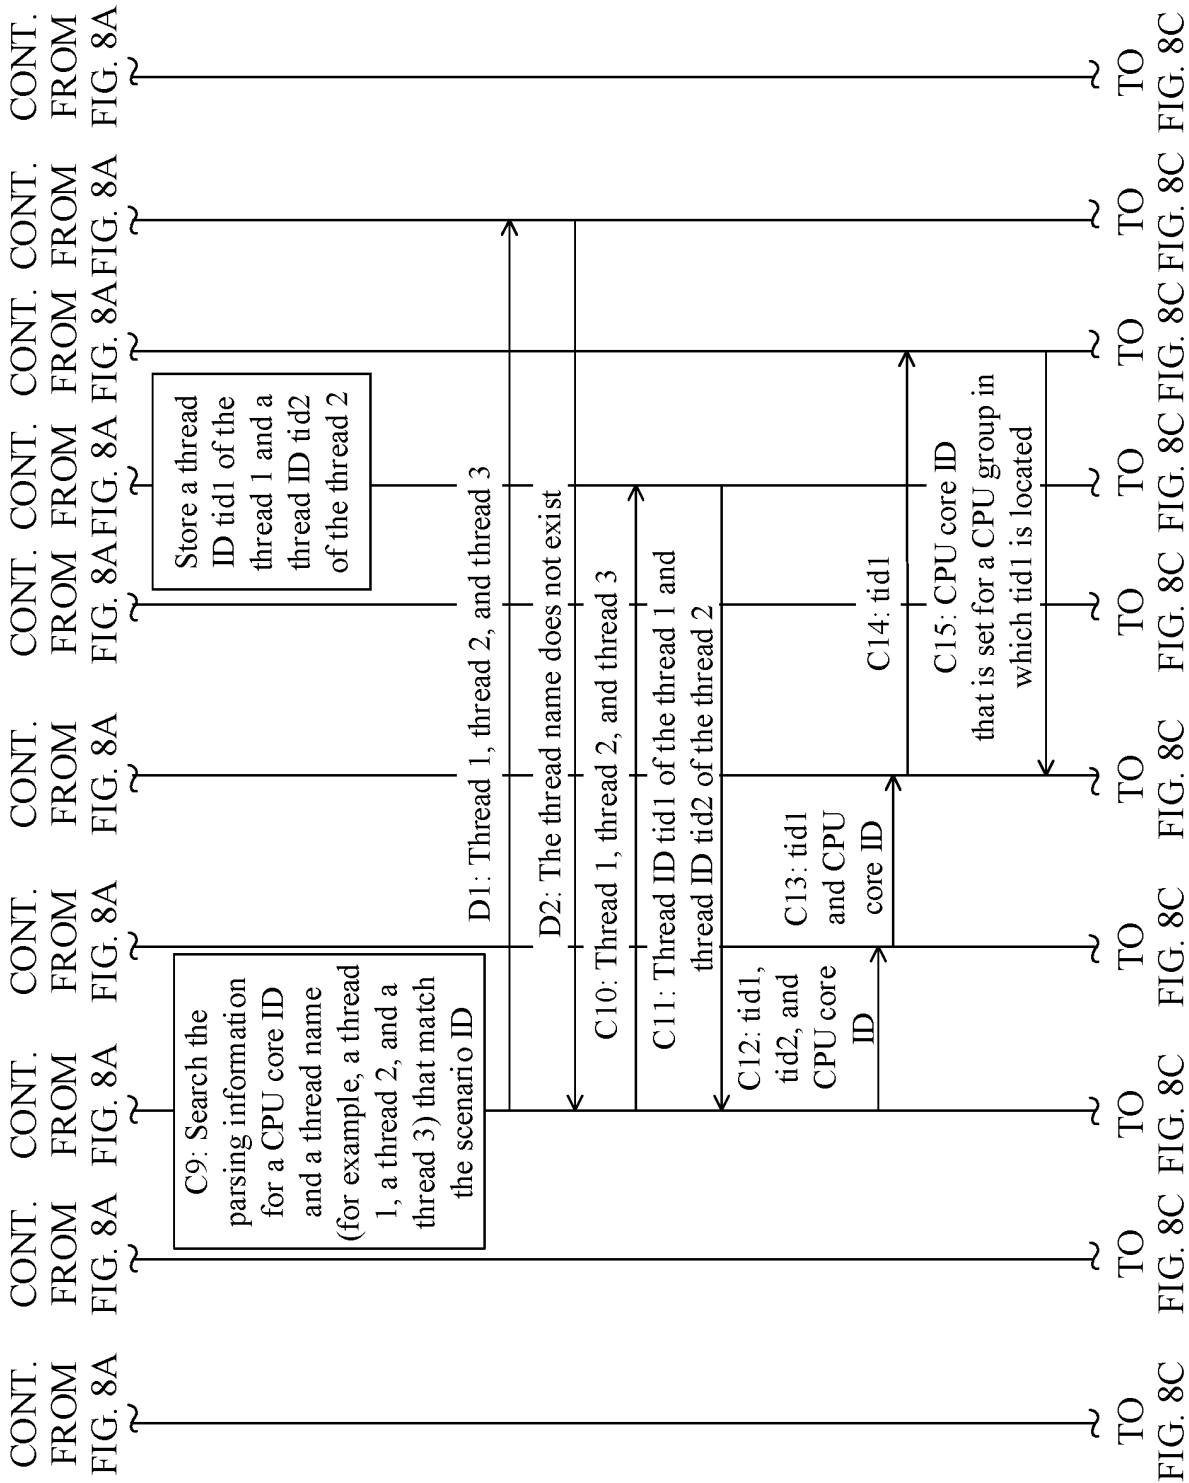 CONT.
FROM
FIG. 8A
CONT.
FROM
FIG. 8A
CONT.
FROM
FIG. 8A
CONT.
FROM
FIG. 8A
CONT.
FROM
FIG. 8A
CONT.
FROM
FIG. 8A
CONT.
FROM
FIG. 8A
CONT.
FROM
FIG. 8A
CONT.
FROM
FIG. 8A
CONT.
FROM
FIG. 8A
C9: Search the
parsing information
for a CPU core ID
and a thread name
(for example, a thread
1, a thread 2, and a
thread 3) that match
the scenario ID
Store a thread
ID tid1 of the
thread 1 and a
thread ID tid2
of the thread 2
D1: Thread 1, thread 2, and thread 3
D2: The thread name does not exist
C10: Thread 1, thread 2, and thread 3
C11: Thread ID tid1 of the thread 1 and
thread ID tid2 of the thread 2
C12: tid1,
tid2, and
CPU core
ID
C13: tid1
and CPU
core ID
C14: tid1
C15: CPU core ID
that is set for a CPU group in
which tid1 is located
TO
FIG. 8C
TO
FIG. 8C
TO
FIG. 8C
TO
FIG. 8C
TO
FIG. 8C
TO
FIG. 8C
TO
FIG. 8C
TO
FIG. 8C
TO
FIG. 8C
TO
FIG. 8C